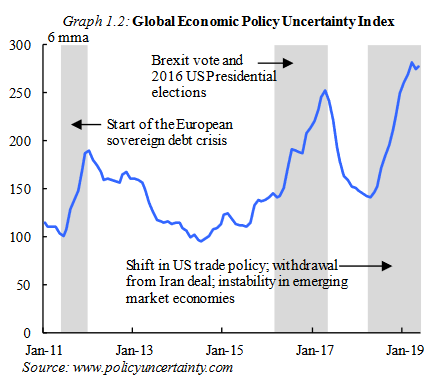 Graph 1.2: Global Economic Policy Uncertainty Index
300
6 mma
250
200
150
100
50
0
Brexit vote and
2016 US Presidential
elections
Start of the European
sovereign debt crisis
Shift in US trade policy; withdrawal
from Iran deal; instability in emerging
market economies
Jan-11 Jan-13 Jan-15 Jan-17 Jan-19
Source: www.policyuncertainty.com